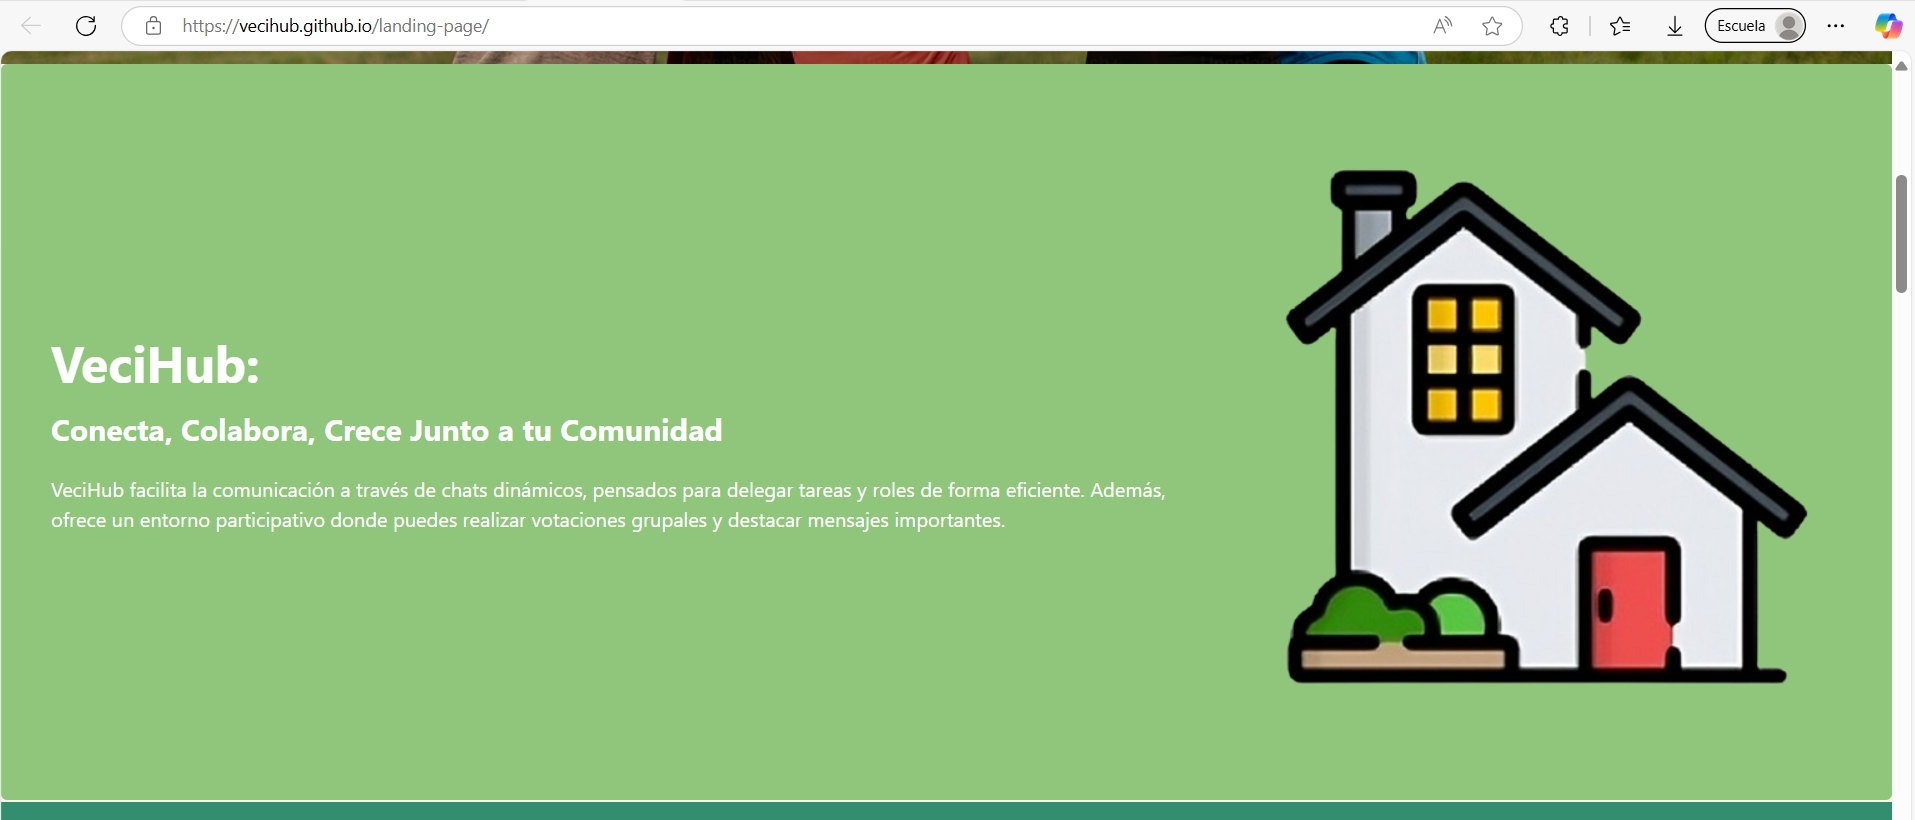 https://vecihub.github.io/landing-page/
Escuela
VeciHub:
Conecta, Colabora, Crece Junto a tu Comunidad
VeciHub facilita la comunicación a través de chats dinámicos, pensados para delegar tareas y roles de forma eficiente. Además,
ofrece un entorno participativo donde puedes realizar votaciones grupales y destacar mensajes importantes.